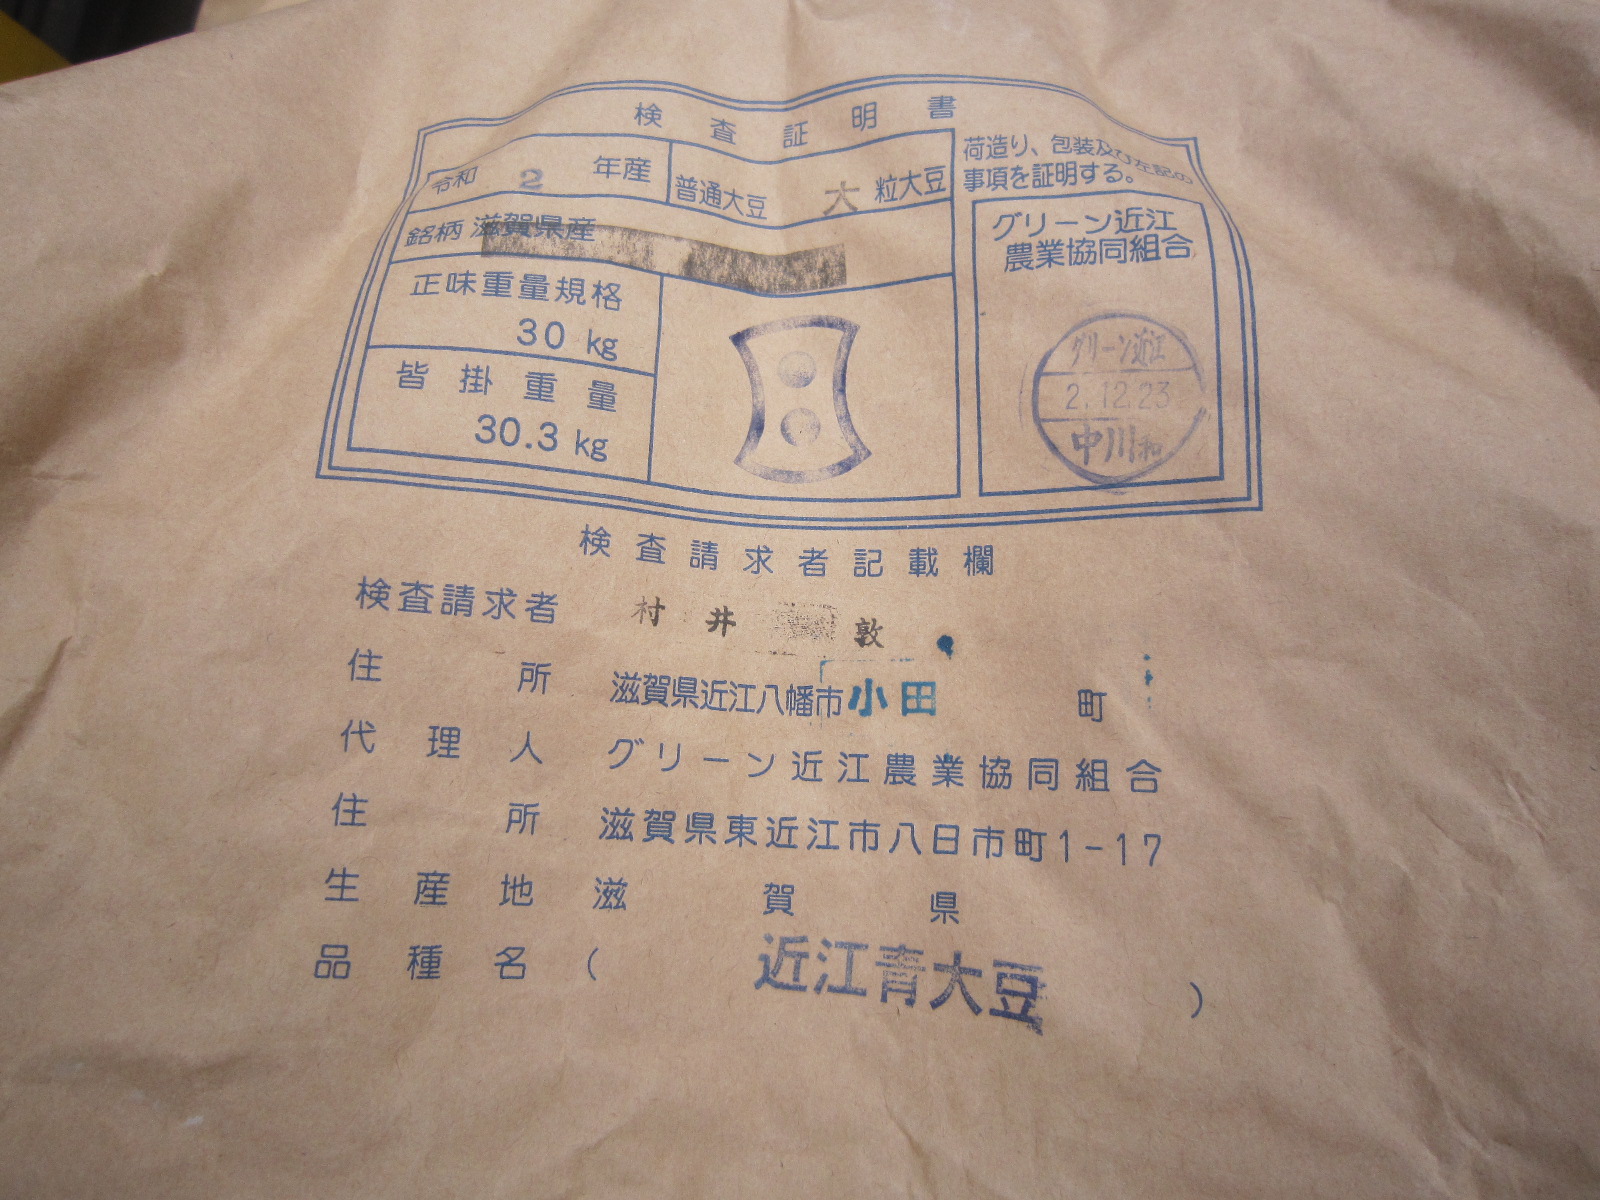 検査証明書
令和 2 年産 普通大豆 大 粒大豆
銘柄 滋賀県産
正味重量規格
30 kg
皆掛重量
30.3 kg
荷造り、包装及び左記の
事項を証明する。
グリーン近江
農業協同組合
グリーン近江
2.12.23
中川和
検査請求者記載欄
検査請求者 村井 敦
住所 滋賀県近江八幡市小田 町
代理人 グリーン近江農業協同組合
住所 滋賀県東近江市八日市町1-17
生産地 滋賀県
品種名 ( 近江青大豆 )